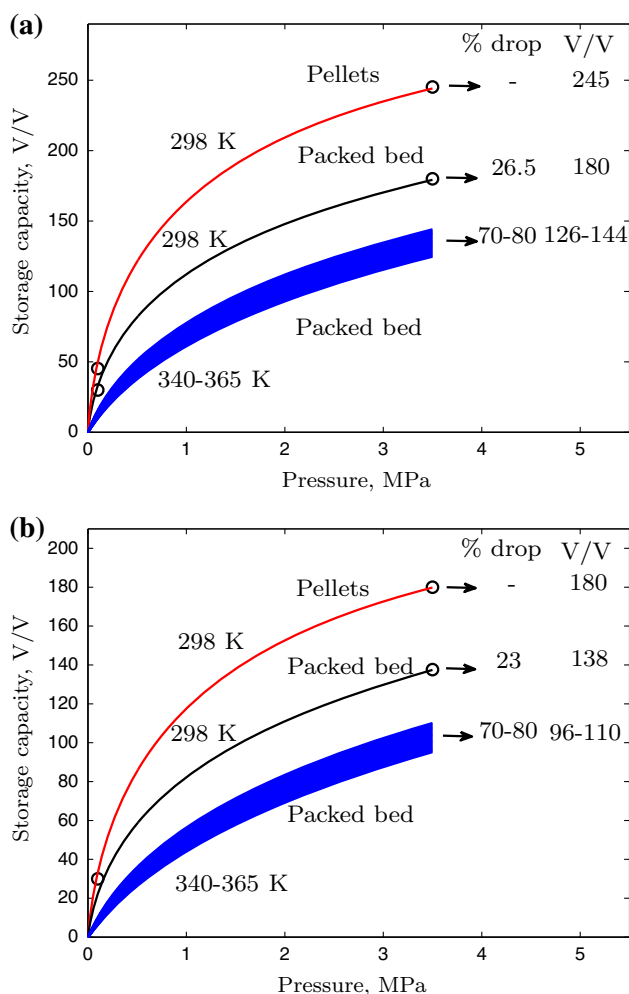 (a)
% drop V/V
Pellets - 245
250
298 K
Packed bed 26.5 180
200
298 K 70-80 126-144
150
Packed bed
100
50
340-365 K
0
0 1 2 3 4 5
Storage capacity, V/V
Pressure, MPa
(b)
% drop V/V
Pellets - 180
200
180
298 K
160
Packed bed 23 138
140
298 K 70-80 96-110
120
100
80
Packed bed
60
40
340-365 K
20
0
0 1 2 3 4 5
Storage capacity, V/V
Pressure, MPa